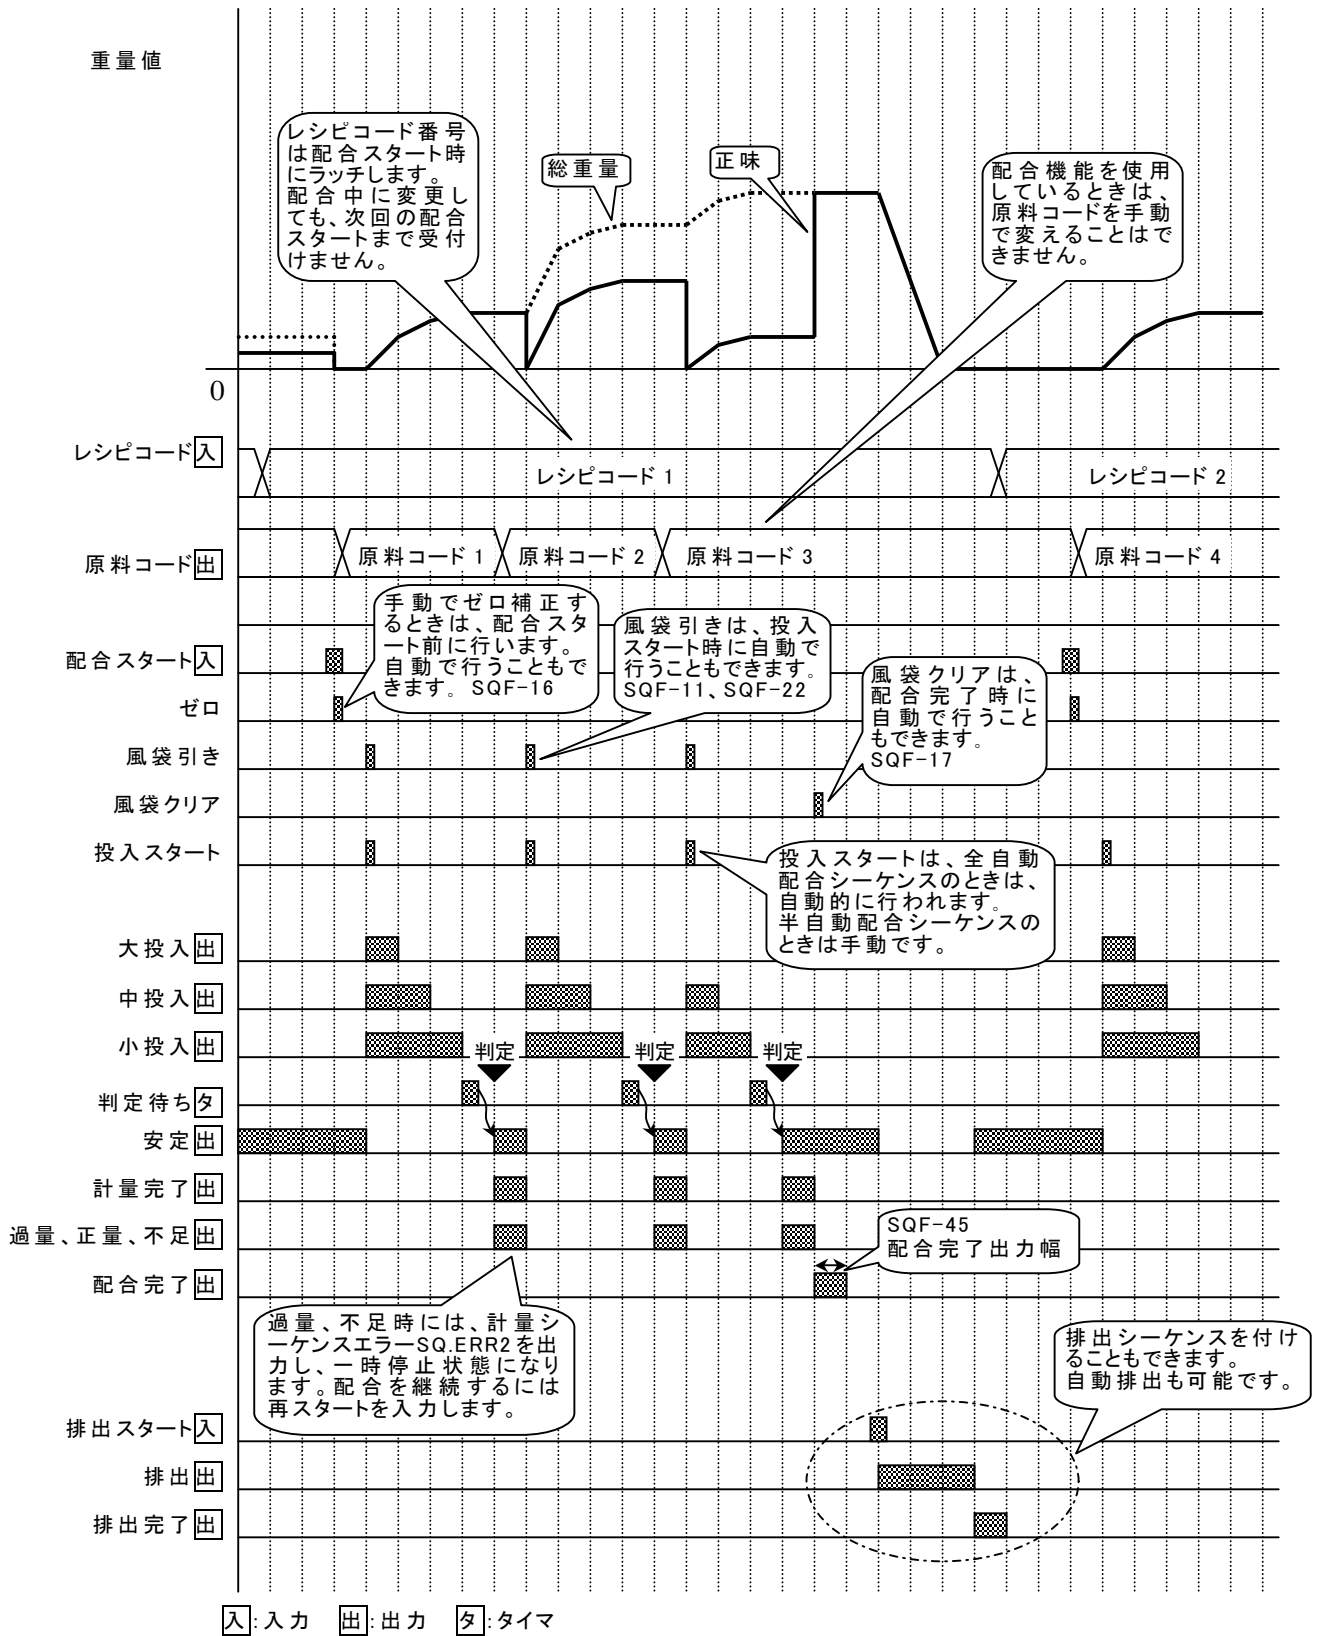 重量値
レシピコード番号
は配合スタート時
にラッチします。
配合中に変更し
ても、次回の配合
スタートまで受付
けません。
総重量
正味
配合機能を使用
しているときは、
原料コードを手動
で変えることはで
きません。
0
レシピコード入
レシピコード 1
レシピコード 2
原料コード出
原料コード 1
原料コード 2
原料コード 3
原料コード 4
手動でゼロ補正す
るときは、配合スタ
ート前に行います。
自動で行うこともで
きます。 SQF-16
風袋引きは、投入
スタート時に自動で
行うこともできます。
SQF-11、SQF-22
風袋クリアは、
配合完了時に
自動で行うこと
もできます。
SQF-17
配合スタート入
ゼロ
風袋引き
風袋クリア
投入スタート
投入スタートは、全自動
配合シーケンスのときは、
自動的に行われます。
半自動配合シーケンスの
ときは手動です。
大投入出
中投入出
小投入出
判定
判定
判定
判定待ちタ
安定出
計量完了出
過量、正量、不足出
SQF-45
配合完了出力幅
配合完了出
過量、不足時には、計量シ
ーケンスエラーSQ.ERR2を出
力し、一時停止状態になり
ます。配合を継続するには
再スタートを入力します。
排出シーケンスを付け
ることもできます。
自動排出も可能です。
排出スタート入
排出出
排出完了出
入:入力 出:出力 タ:タイマ